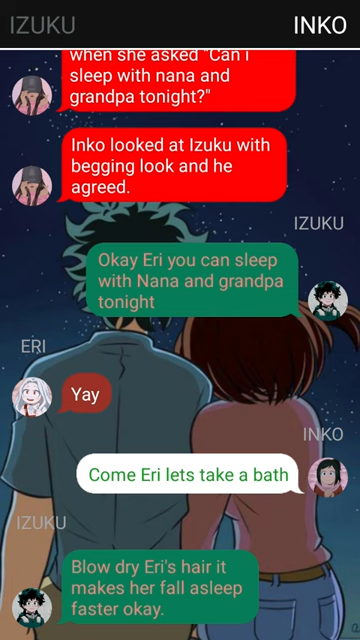 IZUKU INKO
when she asked "Can i
sleep with nana and
grandpa tonight?"
Inko looked at Izuku with
begging look and he
agreed.
IZUKU
Okay Eri you can sleep
with Nana and grandpa
tonight
ERI
Yay
INKO
Come Eri lets take a bath
IZUKU
Blow dry Eri's hair it
makes her fall asleep
faster okay.